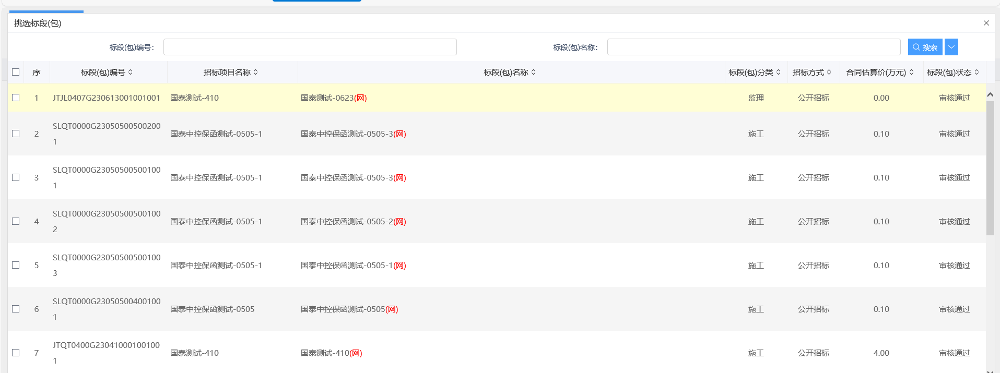 挑选标段(包)
标段(包)编号：
标段(包)名称：
搜索
序 标段(包)编号 招标项目名称 标段(包)名称 标段(包)分类 招标方式 合同估算价(万元) 标段(包)状态
1 JTJL0407G230613001001001 国泰测试-410 国泰测试-0623(网) 监理 公开招标 0.00 审核通过
SLQT0000G23050500500200
2 国泰中控保函测试-0505-1 国泰中控保函测试-0505-3(网) 施工 公开招标 0.10 审核通过
1
SLQT0000G23050500500100
3 国泰中控保函测试-0505-1 国泰中控保函测试-0505-3(网) 施工 公开招标 0.10 审核通过
1
SLQT0000G23050500500100
4 国泰中控保函测试-0505-1 国泰中控保函测试-0505-2(网) 施工 公开招标 0.10 审核通过
2
SLQT0000G23050500500100
5 国泰中控保函测试-0505-1 国泰中控保函测试-0505-1(网) 施工 公开招标 0.10 审核通过
3
SLQT0000G23050500400100
6 国泰中控保函测试-0505 国泰中控保函测试-0505(网) 施工 公开招标 0.10 审核通过
1
JTQT0400G23041000100100
7 国泰测试-410 国泰测试-410(网) 施工 公开招标 4.00 审核通过
1